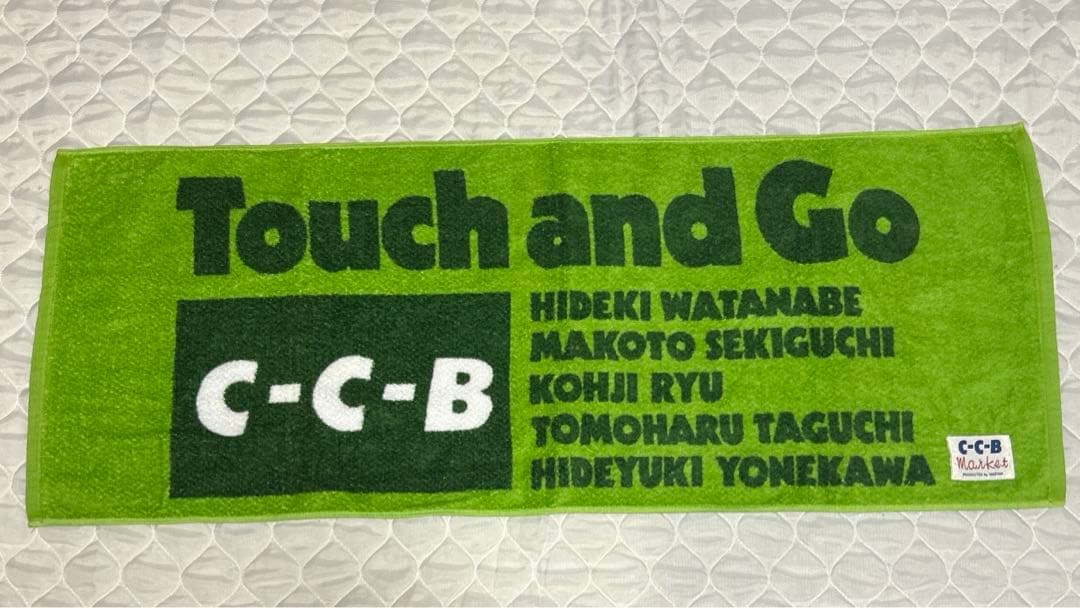 Touch and Go
C-C-B
HIDEKI WATANABE
MAKOTO SEKIGUCHI
KOHJI RYU
TOMOHARU TAGUCHI
HIDEYUKI YONEKAWA
C-C-B
Market